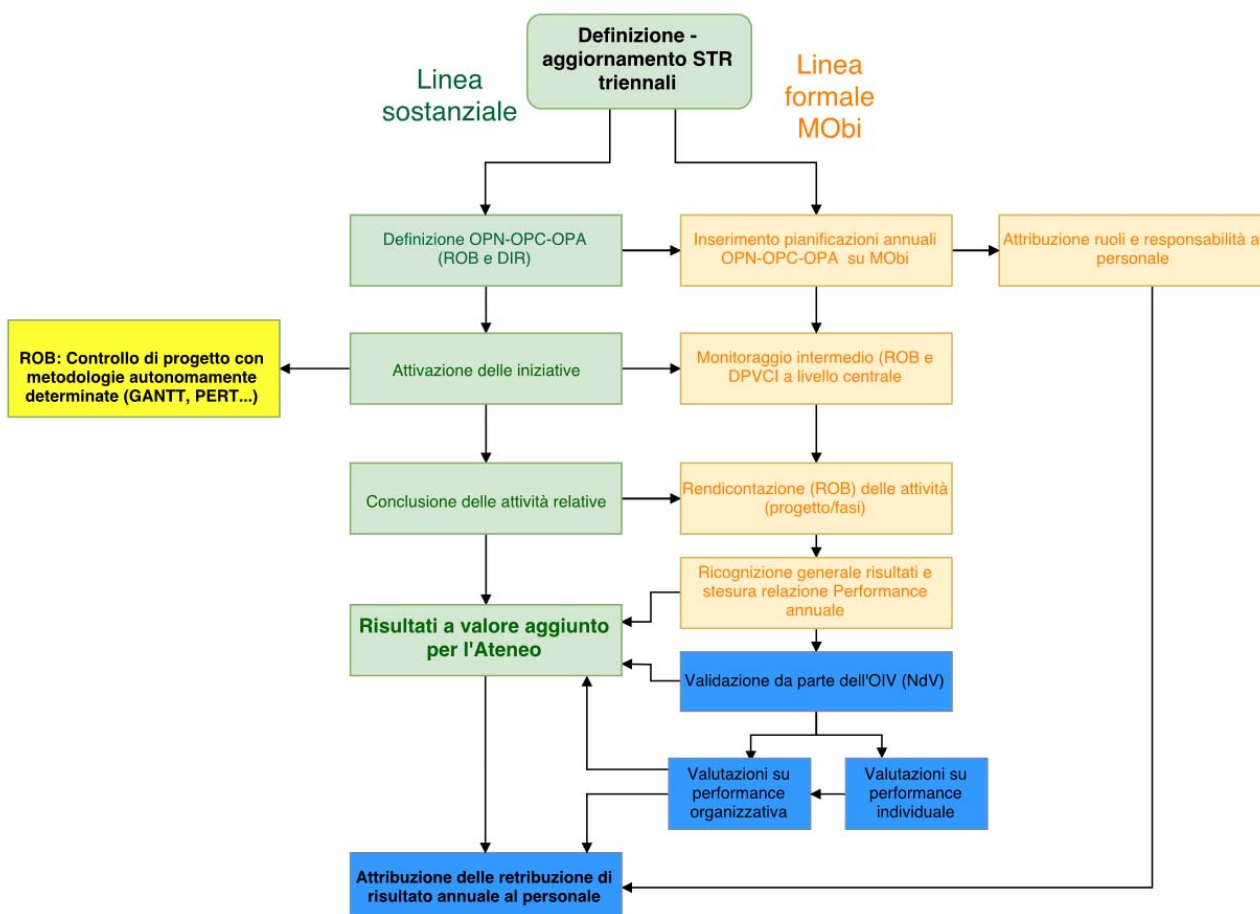 Definizione -
aggiornamento STR
triennali
Linea
sostanziale
Linea
formale
MObi
Definizione OPN-OPC-OPA
(ROB e DIR)
Inserimento pianificazioni annuali
OPN-OPC-OPA su MObi
Attribuzione ruoli e responsabilità a
personale
ROB: Controllo di progetto con
metodologie autonomamente
determinate (GANTT, PERT...)
Attivazione delle iniziative
Monitoraggio intermedio (ROB e
DPVCI a livello centrale
Conclusione delle attività relative
Rendicontazione (ROB) delle attività
(progetto/fasi)
Ricognizione generale risultati e
stesura relazione Performance
annuale
Risultati a valore aggiunto
per l'Ateneo
Validazione da parte dell'OIV (NdV)
Valutazioni su
performance
organizzativa
Valutazioni su
performance
individuale
Attribuzione delle retribuzione di
risultato annuale al personale